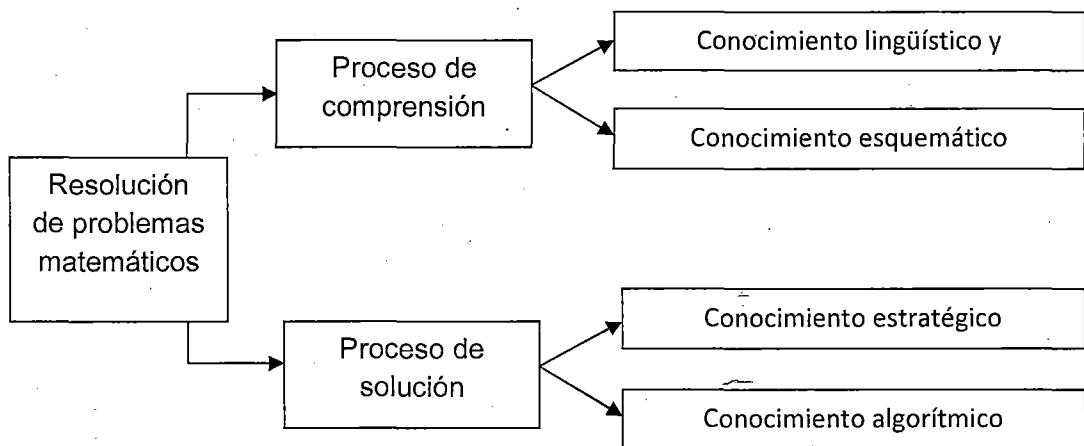 Resolución
de problemas
matemáticos
Proceso de
comprensión
Conocimiento lingüístico y
Conocimiento esquemático
Proceso de
solución
Conocimiento estratégico
Conocimiento algorítmico